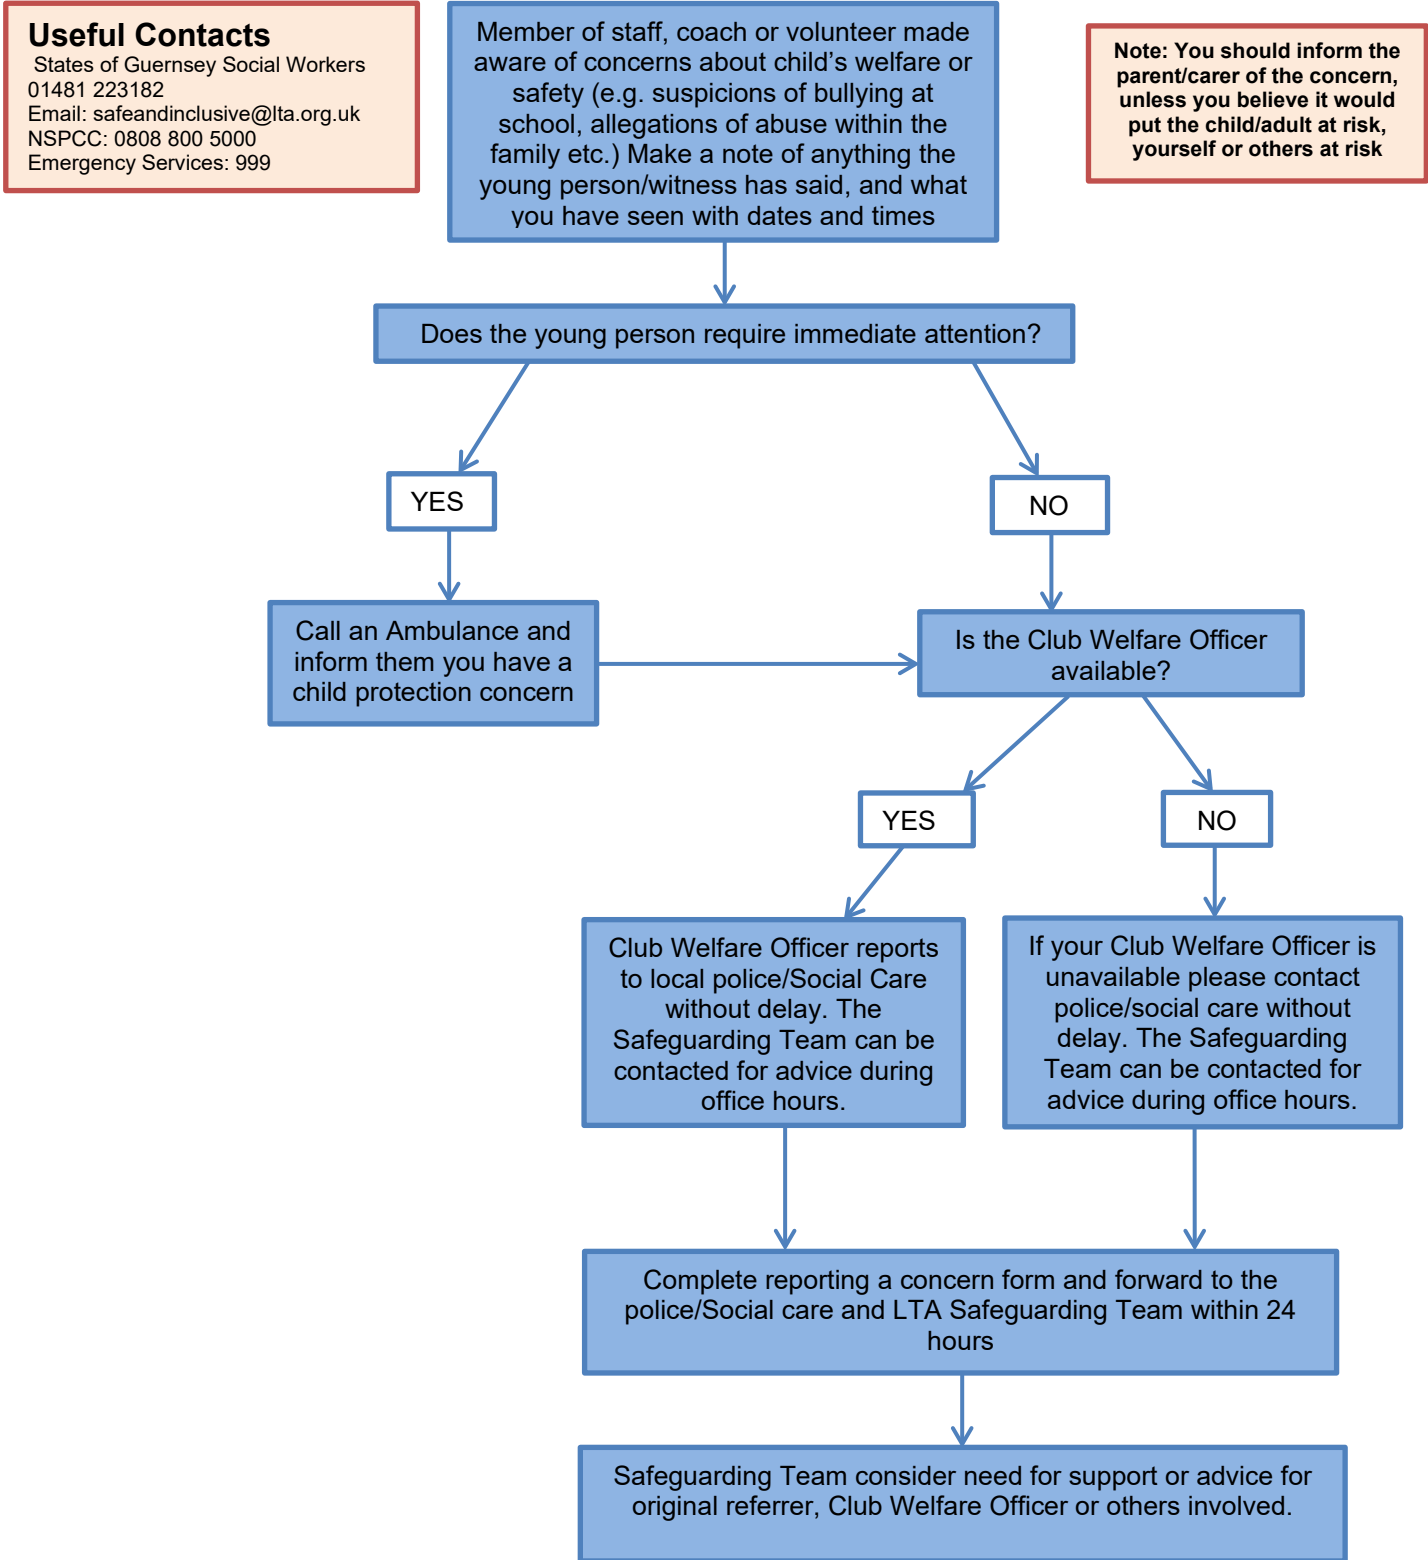 Useful Contacts
States of Guernsey Social Workers
01481 223182
Email: safeandinclusive@lta.org.uk
NSPCC: 0808 800 5000
Emergency Services: 999
Member of staff, coach or volunteer made
aware of concerns about child’s welfare or
safety (e.g. suspicions of bullying at
school, allegations of abuse within the
family etc.) Make a note of anything the
young person/witness has said, and what
you have seen with dates and times
Note: You should inform the
parent/carer of the concern,
unless you believe it would
put the child/adult at risk,
yourself or others at risk
Does the young person require immediate attention?
YES
NO
Call an Ambulance and
inform them you have a
child protection concern
Is the Club Welfare Officer
available?
YES
NO
Club Welfare Officer reports
to local police/Social Care
without delay. The
Safeguarding Team can be
contacted for advice during
office hours.
If your Club Welfare Officer is
unavailable please contact
police/social care without
delay. The Safeguarding
Team can be contacted for
advice during office hours.
Complete reporting a concern form and forward to the
police/Social care and LTA Safeguarding Team within 24
hours
Safeguarding Team consider need for support or advice for
original referrer, Club Welfare Officer or others involved.